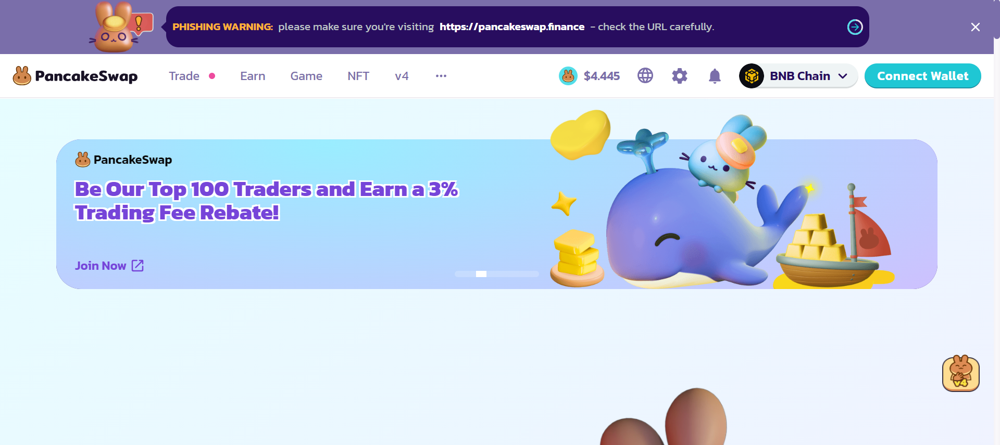 PHISHING WARNING: please make sure you're visiting https://pancakeswap.finance - check the URL carefully.
PancakeSwap Trade Earn Game NFT v4 $4.445 BNB Chain Connect Wallet
PancakeSwap
Be Our Top 100 Traders and Earn a 3%
Trading Fee Rebate!
Join Now
v4